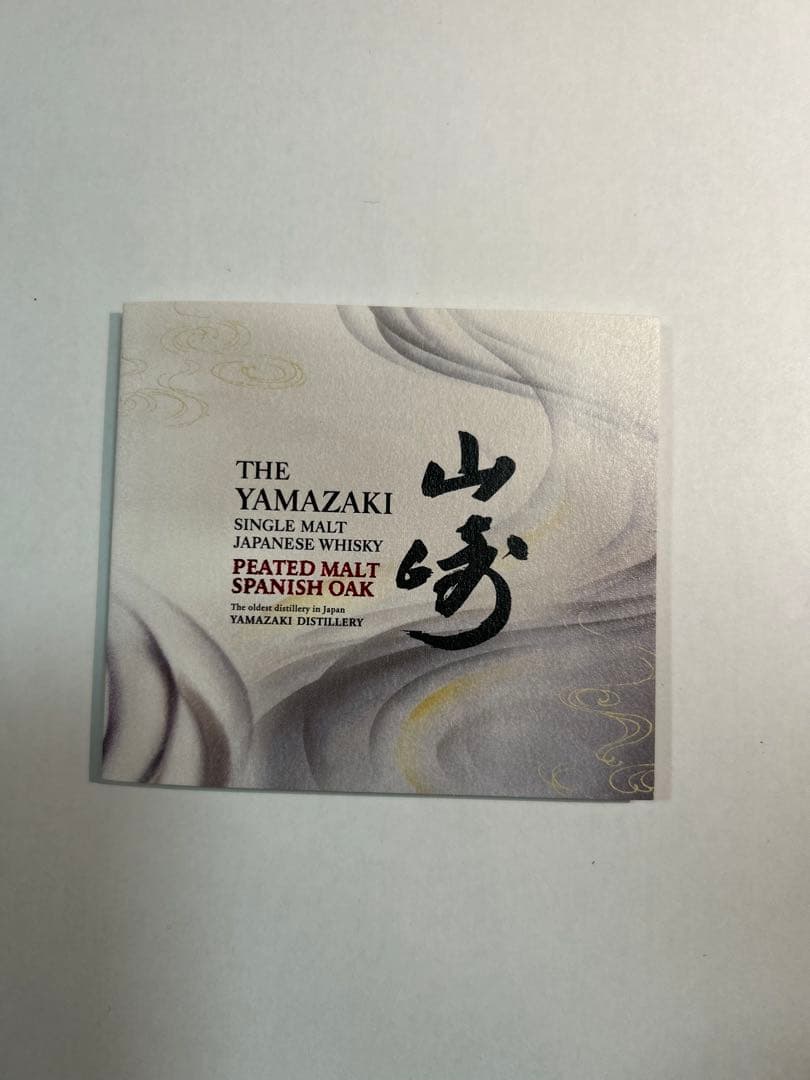 THE
YAMAZAKI
SINGLE MALT
JAPANESE WHISKY
PEATED MALT
SPANISH OAK
The oldest distillery in Japan
YAMAZAKI DISTILLERY
山崎